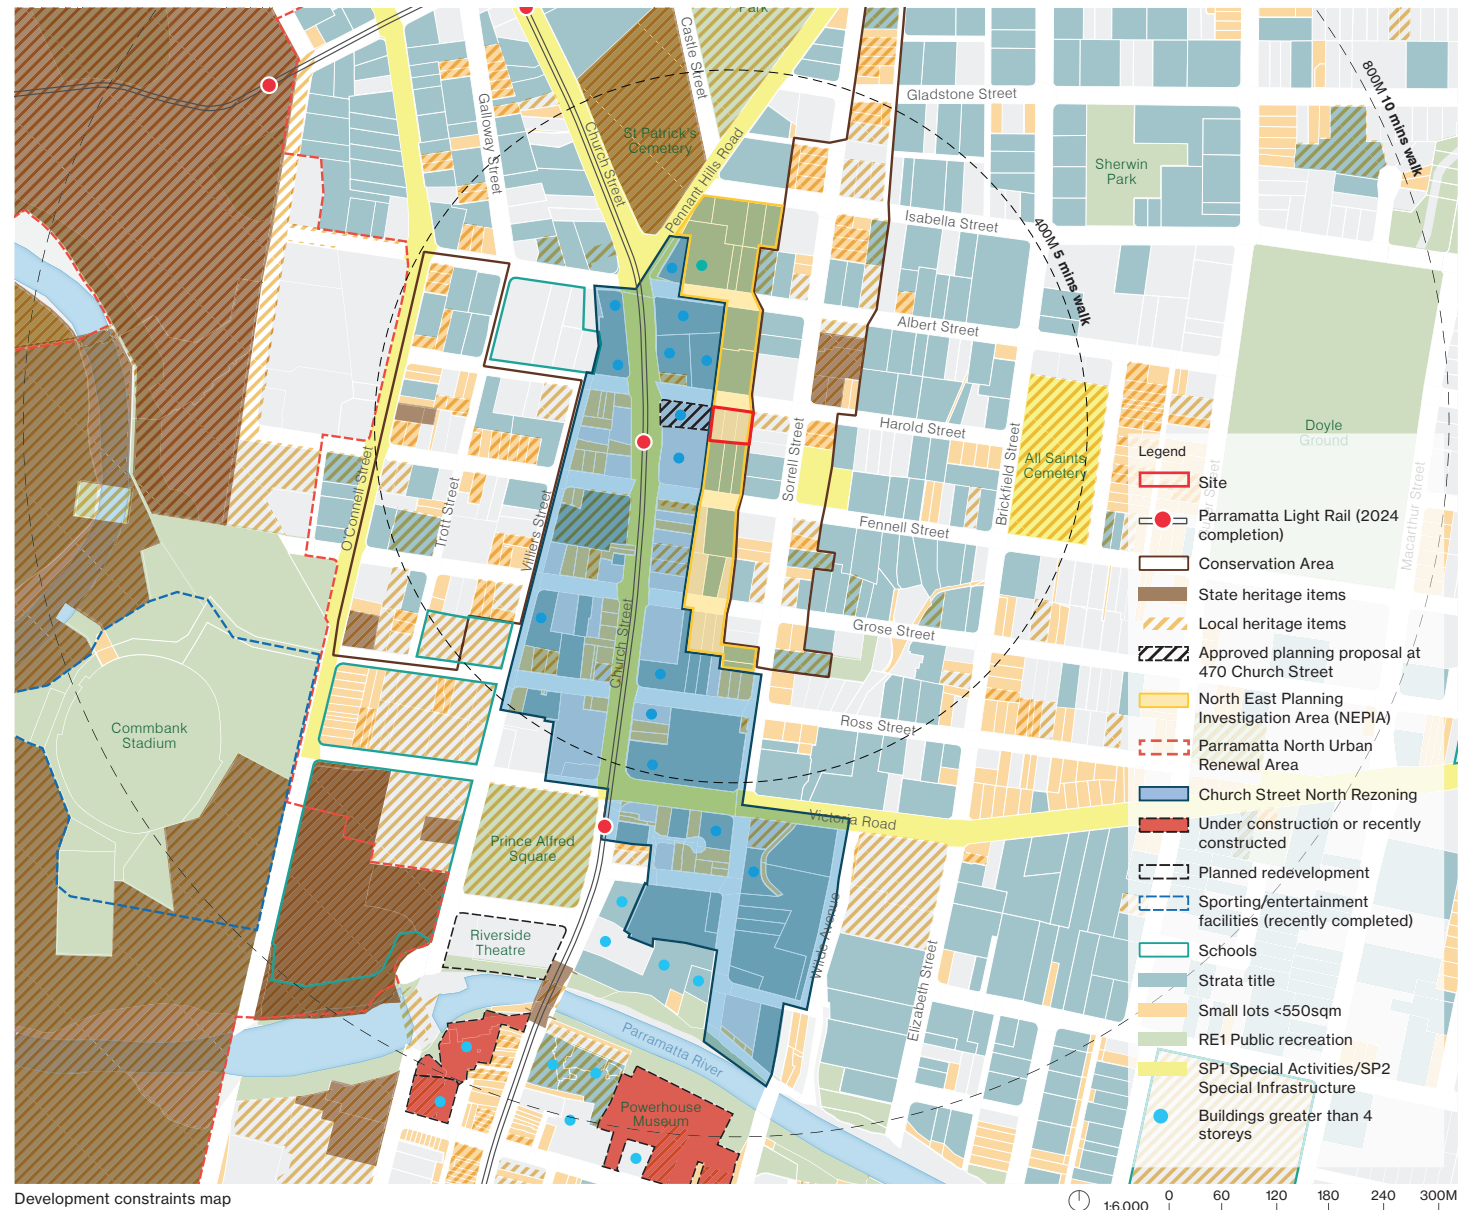 Park
Castle Street
Gladstone Street
800M 10 mins walk
Galloway Street
Church Street
St Patrick's
Cemetery
Pennant Hills Road
Sherwin
Park
Isabella Street
400M 5 mins walk
Albert Street
Harold Street
Doyle
Ground
Sorrell Street
All Saints
Cemetery
Brickfield Street
O'Connell Street
Trott Street
Villiers Street
Fennell Street
Macarthur Street
Church Street
Grose Street
Ross Street
Commbank
Stadium
Victoria Road
Prince Alfred
Square
Riverside
Theatre
Wilde Avenue
Elizabeth Street
Parramatta River
Powerhouse
Museum
Legend
Site
Parramatta Light Rail (2024
completion)
Conservation Area
State heritage items
Local heritage items
Approved planning proposal at
470 Church Street
North East Planning
Investigation Area (NEPIA)
Parramatta North Urban
Renewal Area
Church Street North Rezoning
Under construction or recently
constructed
Planned redevelopment
Sporting/entertainment
facilities (recently completed)
Schools
Strata title
Small lots <550sqm
RE1 Public recreation
SP1 Special Activities/SP2
Special Infrastructure
Buildings greater than 4
storeys
Development constraints map
1:6,000
0 60 120 180 240 300M